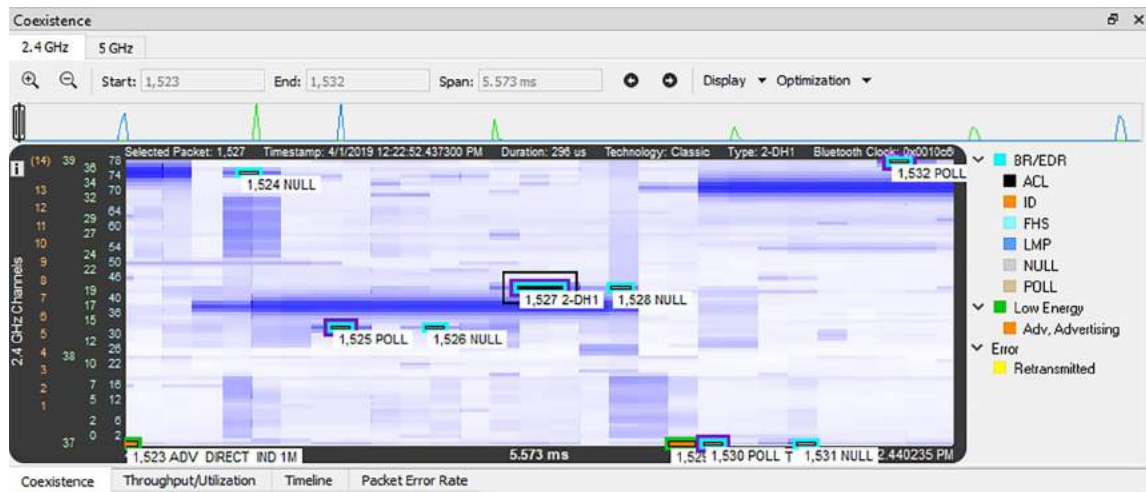 Coexistence
2.4 GHz 5 GHz
Start: 1,523 End: 1,532 Span: 5.573 ms Display Optimization
Selected Packet: 1,527 Timestamp: 4/1/2019 12:22:52.437300 PM Duration: 296 us Technology: Classic Type: 2-DH1 Bluetooth Clock: 0x0010c6
i
2.4 GHz Channels
(14) 39 36 78
34 74
13 32 70
12 64
11 29 60
27
10 24 54
9 22 50
46
8 19
7 17 40
6 15 36
5 12 30
4 38 26
3 10 22
2 7 16
1 5 12
2 6
37 0 2
1,524 NULL
1,532 POLL
1,527 2-DH1
1,528 NULL
1,525 POLL
1,526 NULL
1,523 ADV DIRECT IND 1M
5.573 ms
1,530 POLL
1,531 NULL
2.440235 PM
BR/EDR
ACL
ID
FHS
LMP
NULL
POLL
Low Energy
Adv, Advertising
Error
Retransmitted
Coexistence Throughput/Utilization Timeline Packet Error Rate